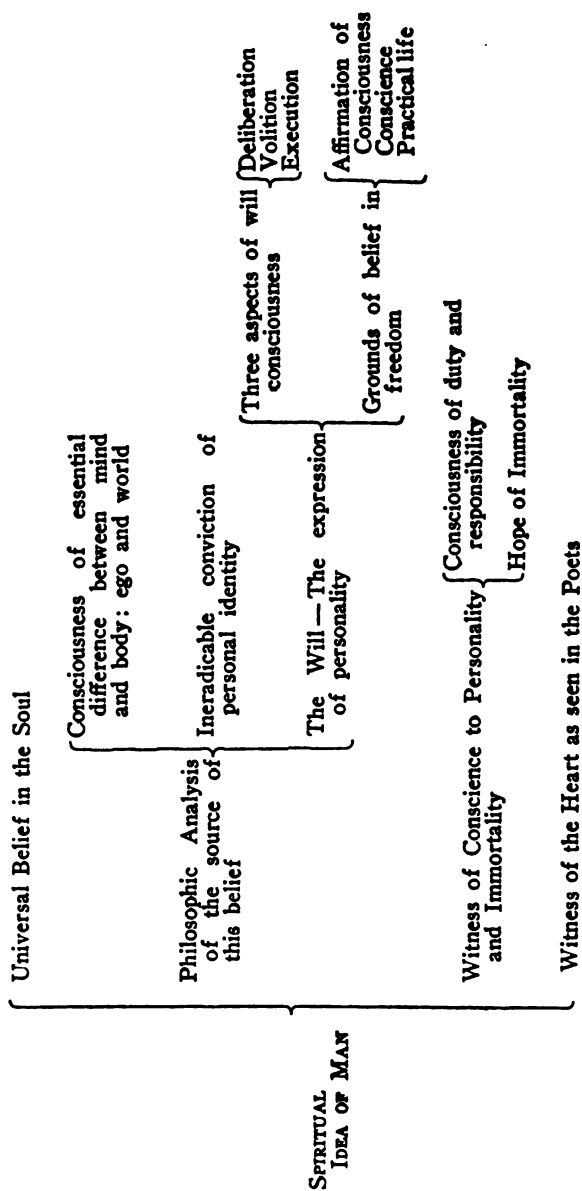 SPIRITUAL
IDEA OF MAN
Universal Belief in the Soul
Philosophic Analysis
of the source of
this belief
Consciousness of essential
difference between mind
and body: ego and world
Ineradicable conviction of
personal identity
The Will—The expression
of personality
Three aspects of will
consciousness
Deliberation
Volition
Execution
Grounds of belief in
freedom
Affirmation of
Consciousness
Conscience
Practical life
Witness of Conscience to Personality
and Immortality
Consciousness of duty and
responsibility
Hope of Immortality
Witness of the Heart as seen in the Poets